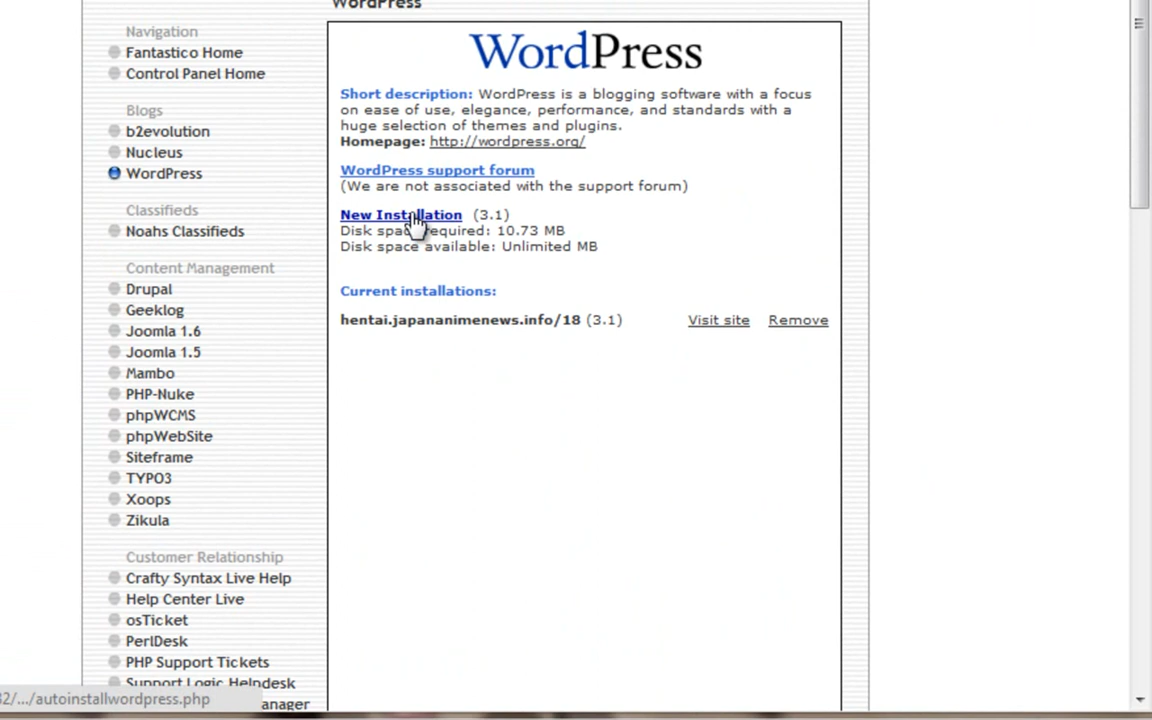 WordPress
Navigation
Fantastico Home
Control Panel Home
Blogs
b2evolution
Nucleus
WordPress
Classifieds
Noahs Classifieds
Content Management
Drupal
Geeklog
Joomla 1.6
Joomla 1.5
Mambo
PHP-Nuke
phpWCMS
phpWebSite
Siteframe
TYPO3
Xoops
Zikula
Customer Relationship
Crafty Syntax Live Help
Help Center Live
osTicket
PerlDesk
PHP Support Tickets
Support Logic Helpdesk
anager
WordPress
Short description: WordPress is a blogging software with a focus
on ease of use, elegance, performance, and standards with a
huge selection of themes and plugins.
Homepage: http://wordpress.org/
WordPress support forum
(We are not associated with the support forum)
New Installation (3.1)
Disk space required: 10.73 MB
Disk space available: Unlimited MB
Current installations:
hentai.japananimenews.info/18 (3.1) Visit site Remove
32/.../autoinstallwordpress.php